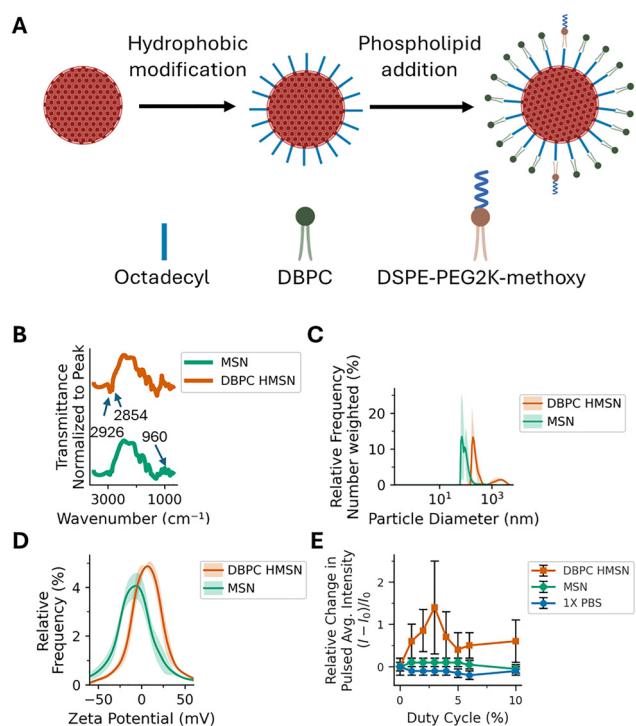 A
Hydrophobic
modification
Phospholipid
addition
Octadecyl
DBPC
DSPE-PEG2K-methoxy
B
Transmittance
Normalized to Peak
MSN
DBPC HMSN
2854
2926
960
3000 1000
Wavenumber (cm⁻¹)
C
Relative Frequency
Number weighted (%)
DBPC HMSN
MSN
20
10
0
10¹ 10³
Particle Diameter (nm)
D
Relative
Frequency (%)
DBPC HMSN
MSN
4
2
0
−50 0 50
Zeta Potential (mV)
E
Relative Change in
Pulsed Avg. Intensity
(I − I₀)/I₀
DBPC HMSN
MSN
1X PBS
2
1
0
0 5 10
Duty Cycle (%)